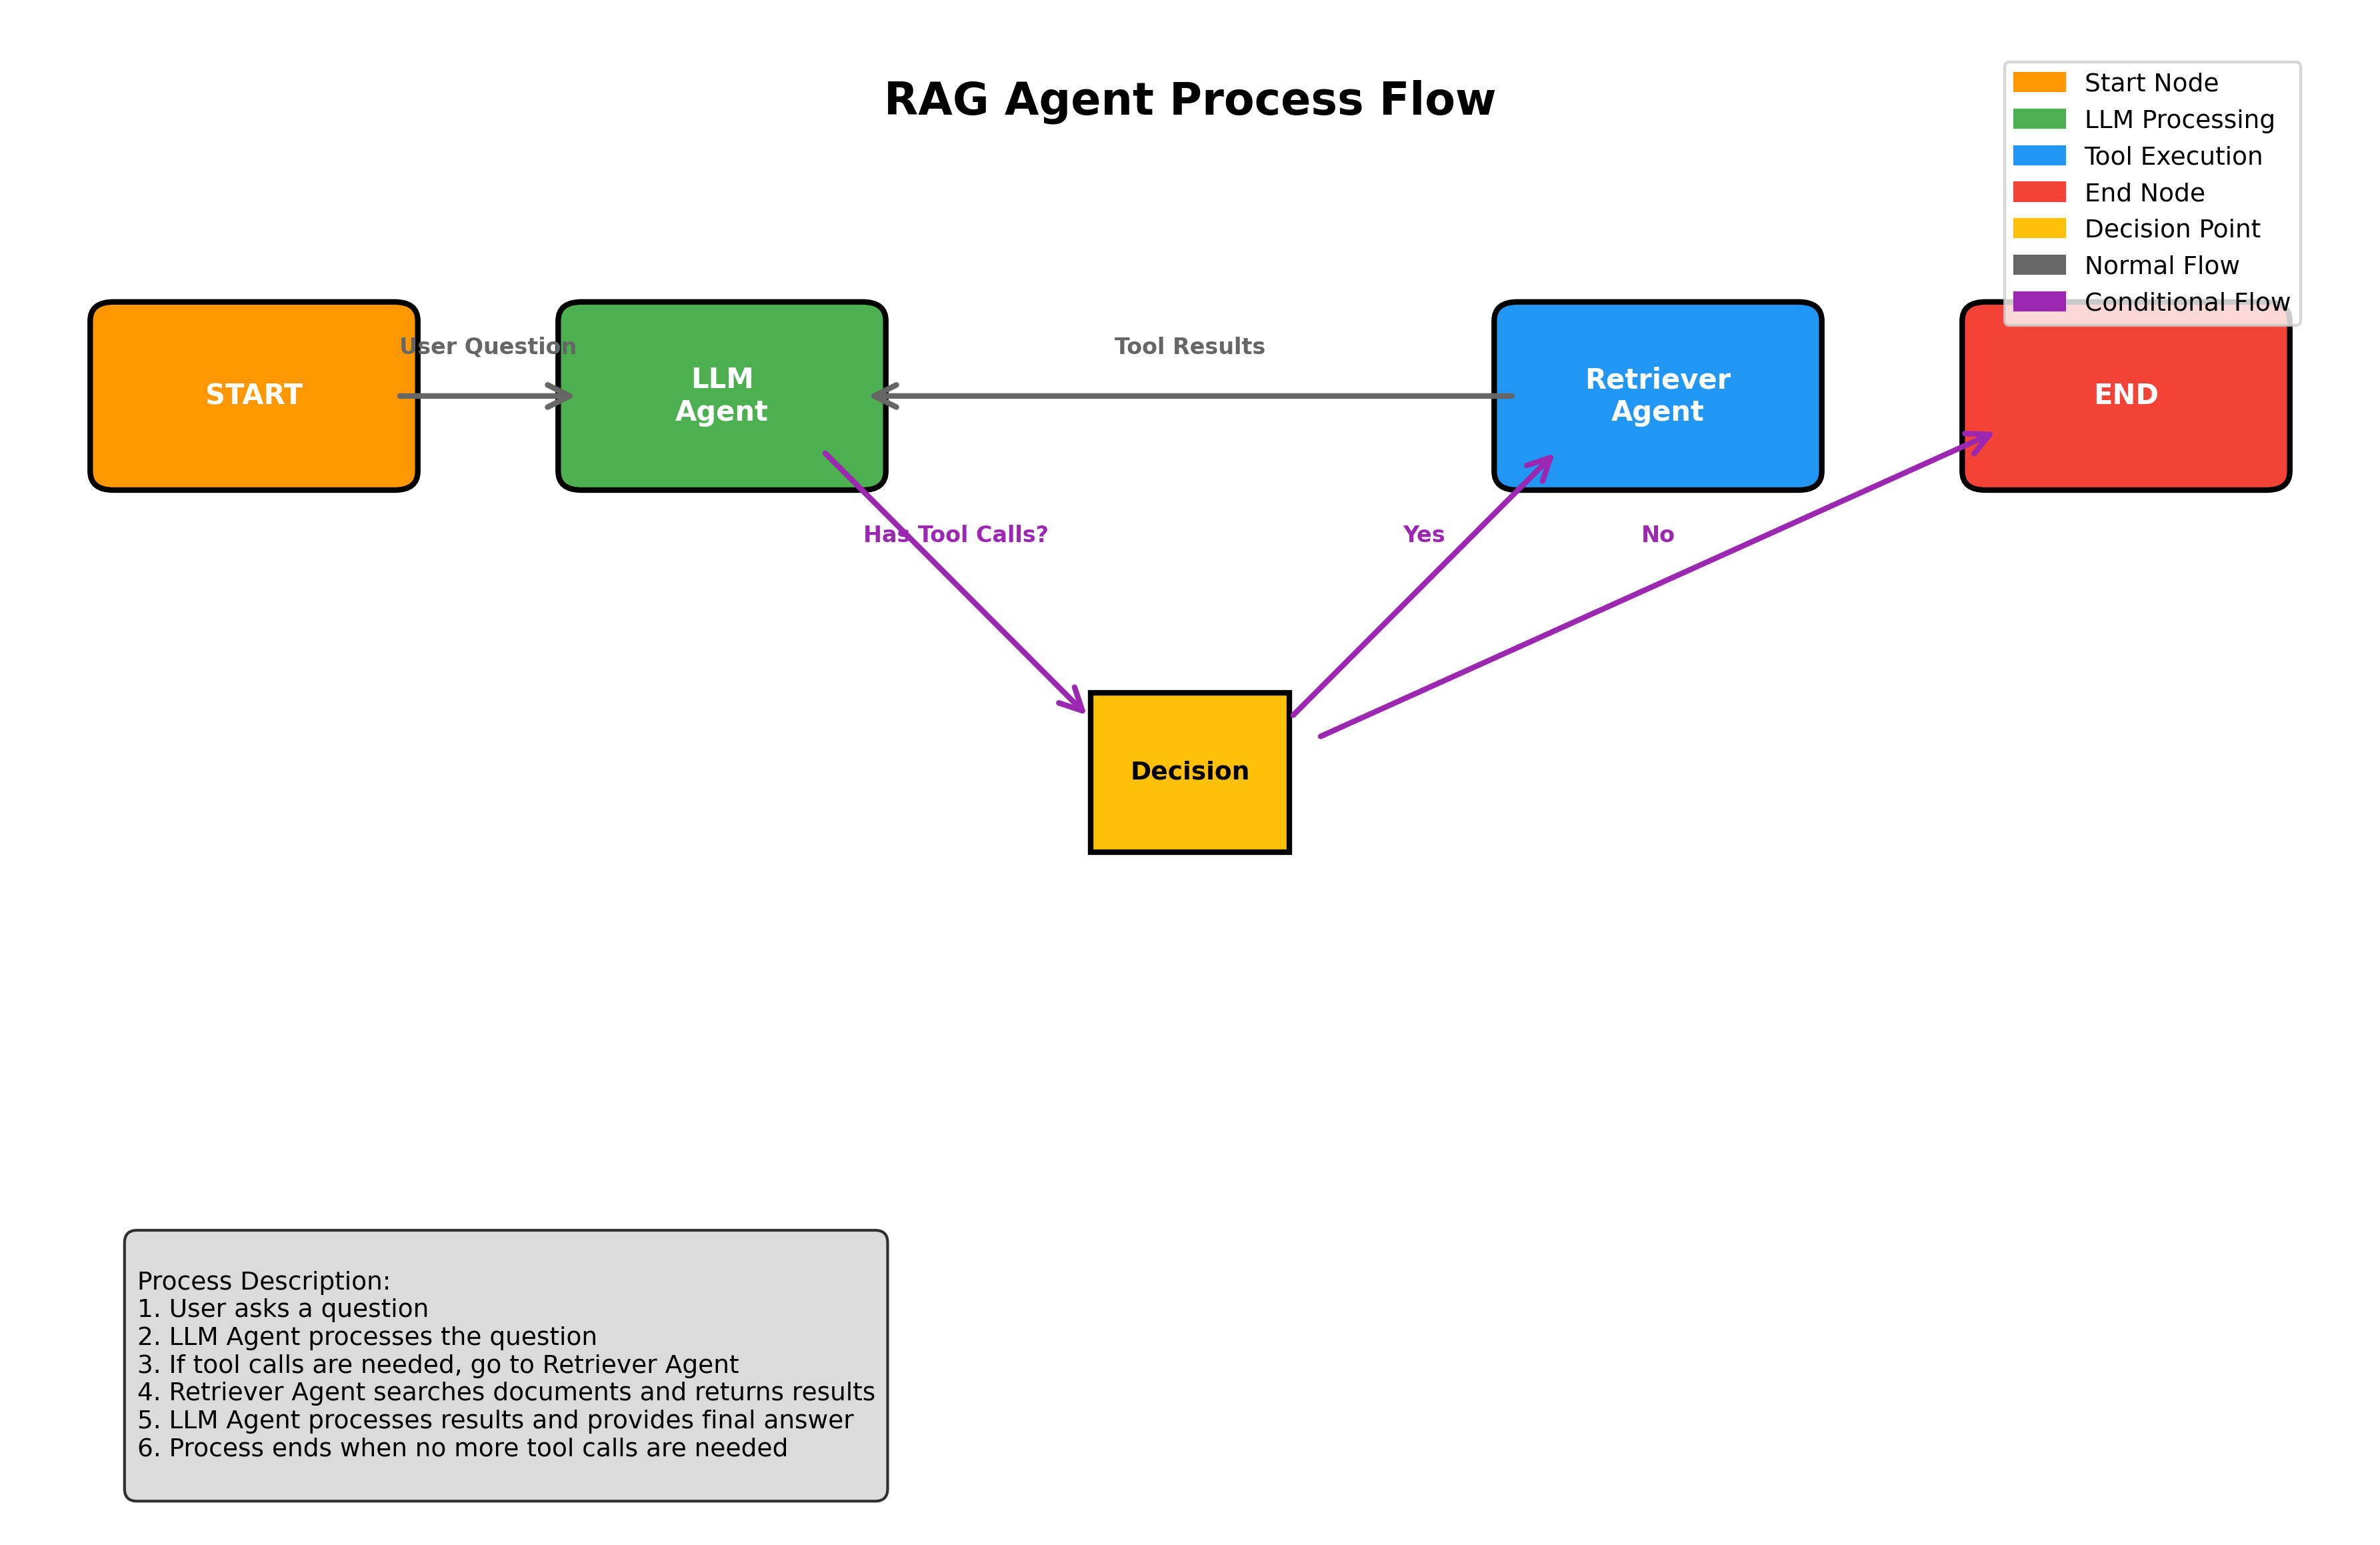 RAG Agent Process Flow
Start Node
LLM Processing
Tool Execution
End Node
Decision Point
Normal Flow
Conditional Flow
User Question
Tool Results
START
LLM
Agent
Retriever
Agent
END
Has Tool Calls?
Yes
No
Decision
Process Description:
1. User asks a question
2. LLM Agent processes the question
3. If tool calls are needed, go to Retriever Agent
4. Retriever Agent searches documents and returns results
5. LLM Agent processes results and provides final answer
6. Process ends when no more tool calls are needed